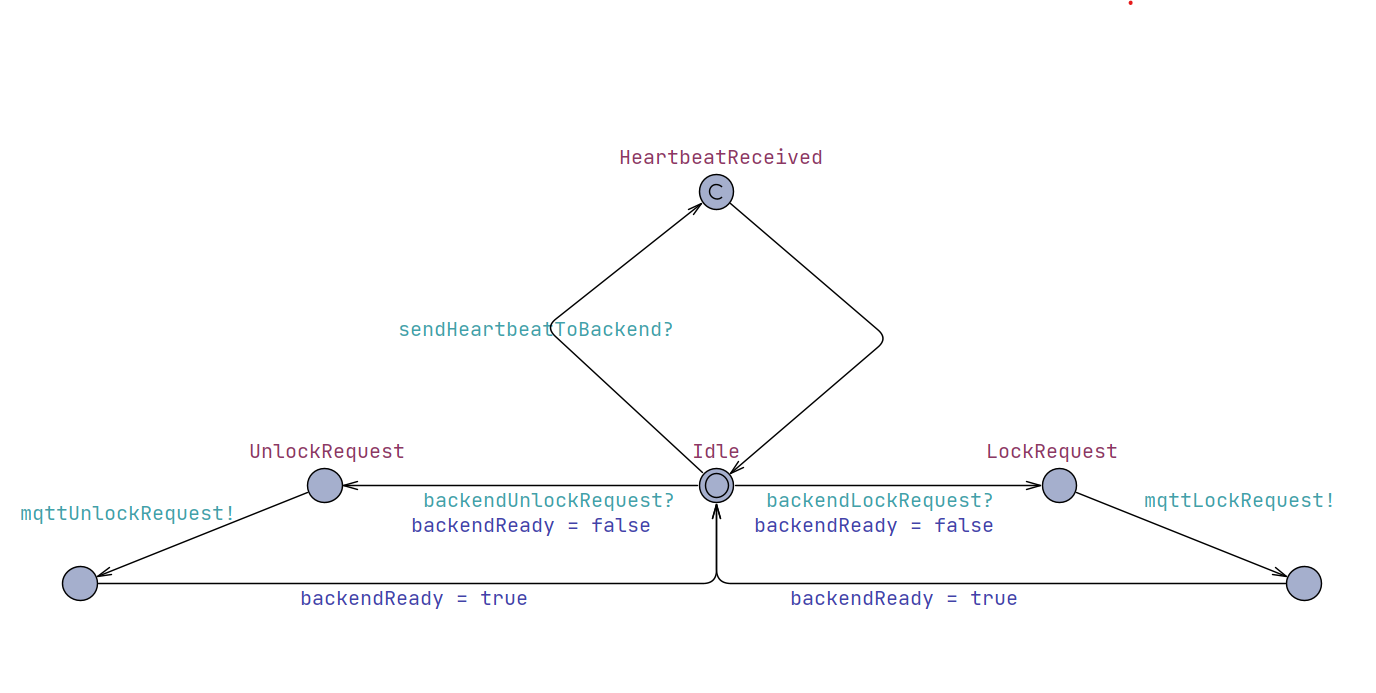 HeartbeatReceived
C
sendHeartbeatToBackend?
UnlockRequest
Idle
LockRequest
backendUnlockRequest?
backendReady = false
backendLockRequest?
backendReady = false
mqttUnlockRequest!
mqttLockRequest!
backendReady = true
backendReady = true